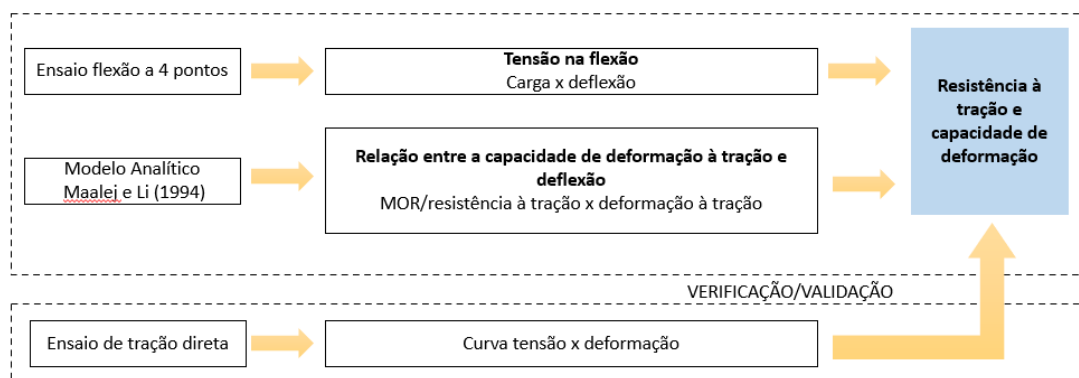 Ensaio flexão a 4 pontos
Tensão na flexão
Carga x deflexão
Resistência à
tração e
capacidade de
deformação
Modelo Analítico
Maalej e Li (1994)
Relação entre a capacidade de deformação à tração e
deflexão
MOR/resistência à tração x deformação à tração
VERIFICAÇÃO/VALIDAÇÃO
Ensaio de tração direta
Curva tensão x deformação